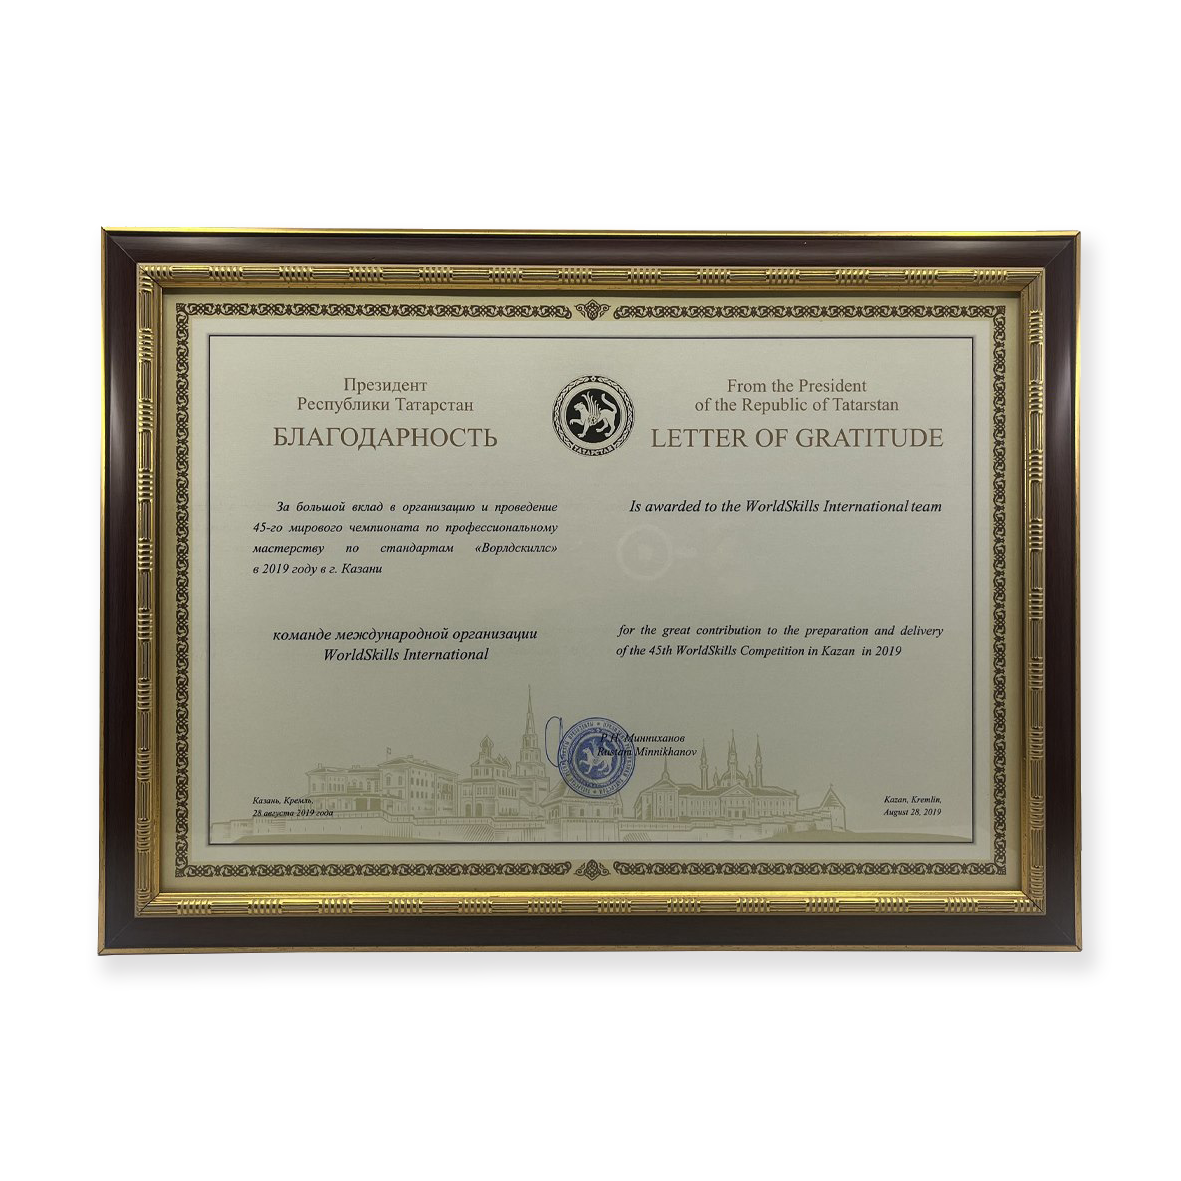 Президент
Республики Татарстан
БЛАГОДАРНОСТЬ
За большой вклад в организацию и проведение
45-го мирового чемпионата по профессиональному
мастерству по стандартам «Ворлдскиллс»
в 2019 году в г. Казани
команде международной организации
WorldSkills International
Казань, Кремль,
28 августа 2019 года
ТАТАРСТАН
From the President
of the Republic of Tatarstan
LETTER OF GRATITUDE
Is awarded to the WorldSkills International team
for the great contribution to the preparation and delivery
of the 45th WorldSkills Competition in Kazan in 2019
Р.Н. Минниханов
Rustam Minnikhanov
Kazan, Kremlin,
August 28, 2019